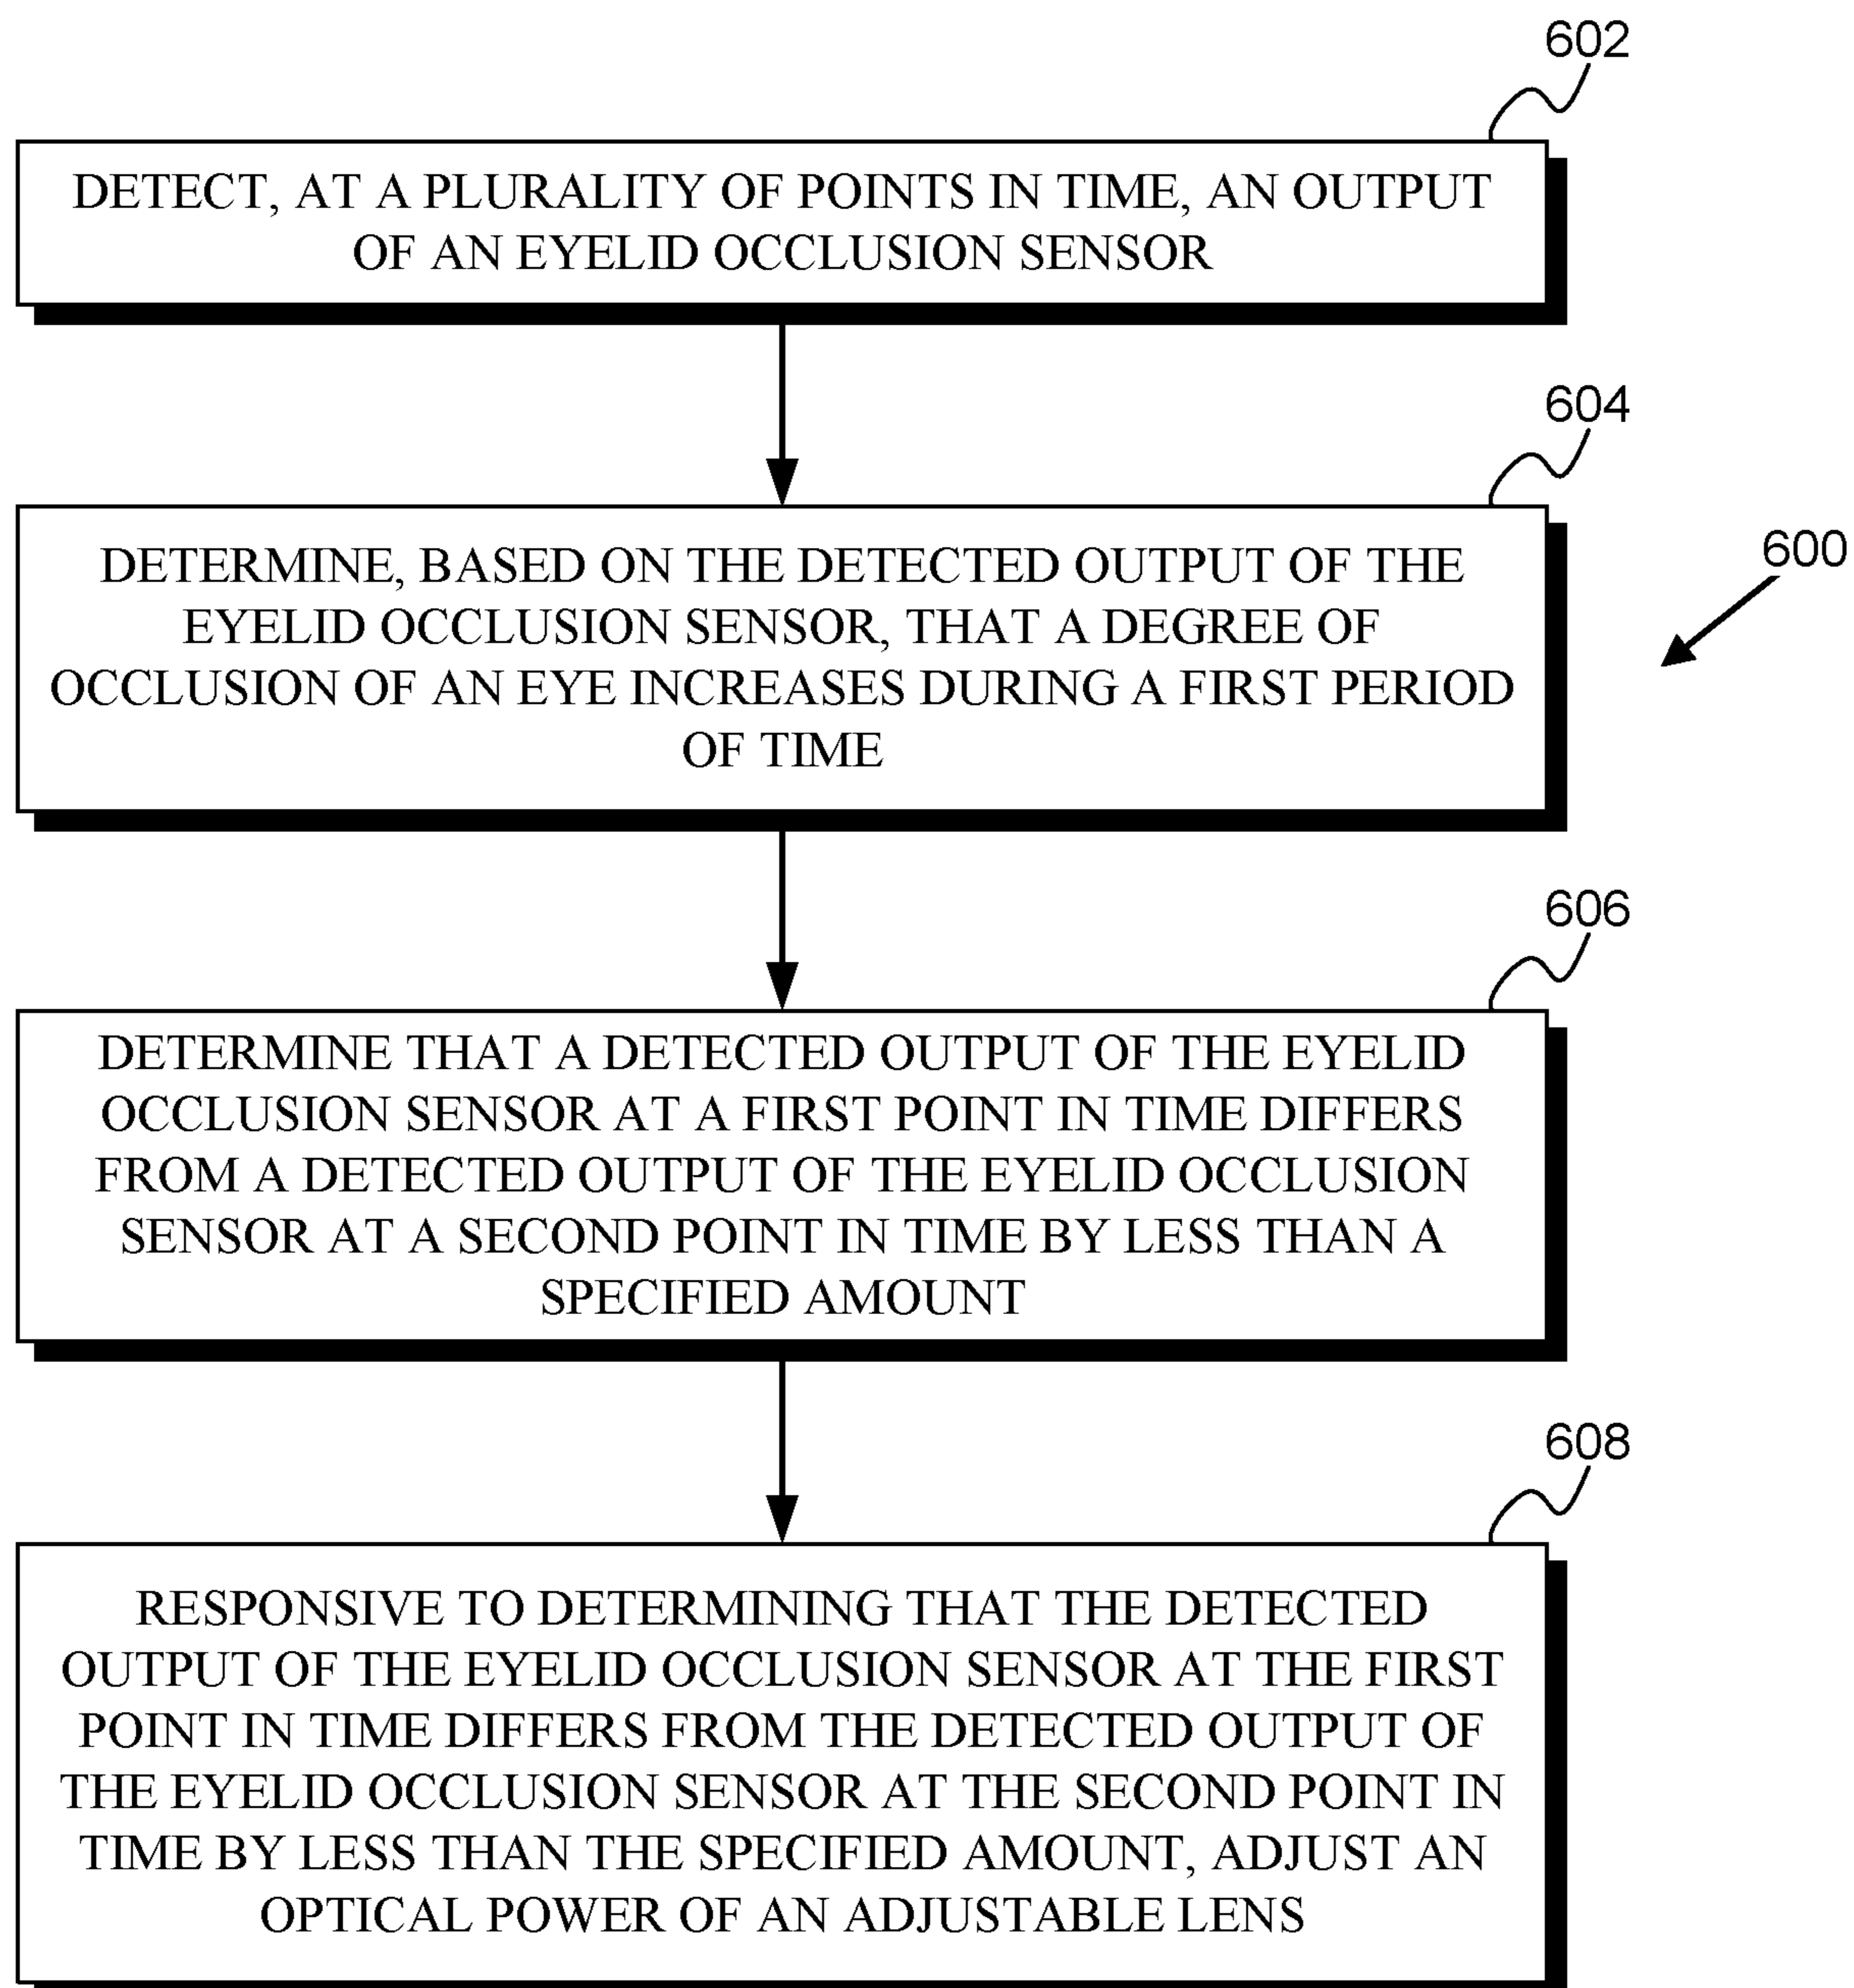 602
DETECT, AT A PLURALITY OF POINTS IN TIME, AN OUTPUT
OF AN EYELID OCCLUSION SENSOR
604
DETERMINE, BASED ON THE DETECTED OUTPUT OF THE
EYELID OCCLUSION SENSOR, THAT A DEGREE OF
OCCLUSION OF AN EYE INCREASES DURING A FIRST PERIOD
OF TIME
600
606
DETERMINE THAT A DETECTED OUTPUT OF THE EYELID
OCCLUSION SENSOR AT A FIRST POINT IN TIME DIFFERS
FROM A DETECTED OUTPUT OF THE EYELID OCCLUSION
SENSOR AT A SECOND POINT IN TIME BY LESS THAN A
SPECIFIED AMOUNT
608
RESPONSIVE TO DETERMINING THAT THE DETECTED
OUTPUT OF THE EYELID OCCLUSION SENSOR AT THE FIRST
POINT IN TIME DIFFERS FROM THE DETECTED OUTPUT OF
THE EYELID OCCLUSION SENSOR AT THE SECOND POINT IN
TIME BY LESS THAN THE SPECIFIED AMOUNT, ADJUST AN
OPTICAL POWER OF AN ADJUSTABLE LENS